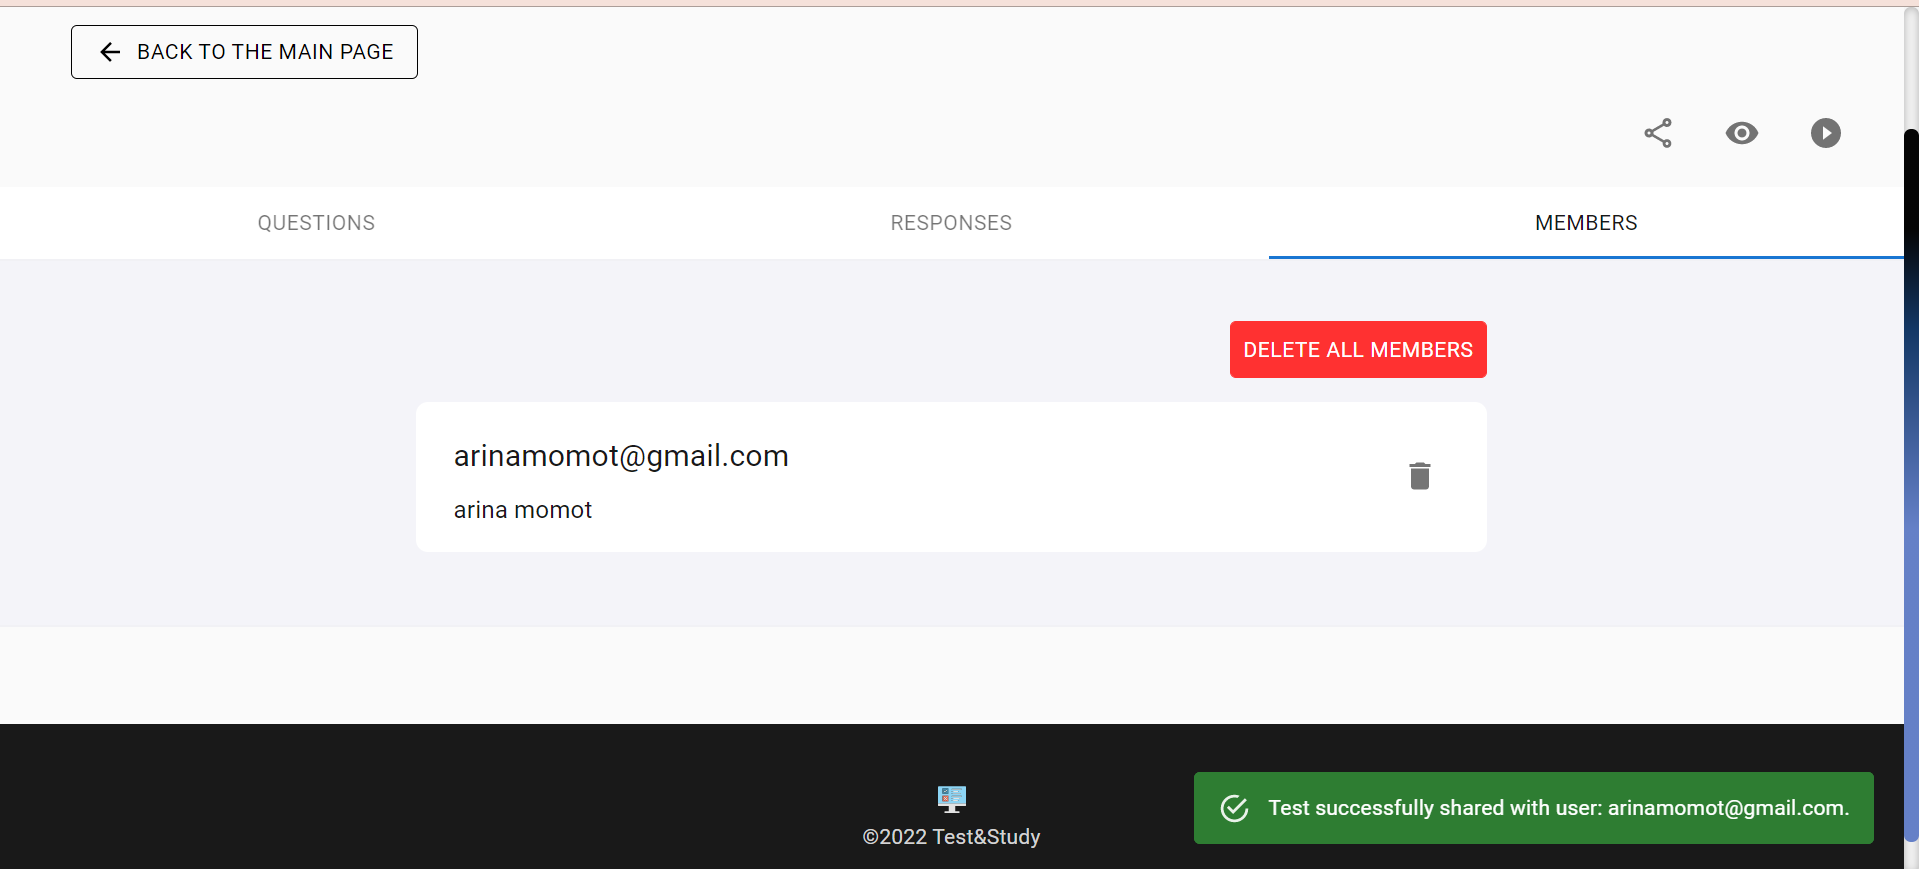 BACK TO THE MAIN PAGE
QUESTIONS
RESPONSES
MEMBERS
DELETE ALL MEMBERS
arinamomot@gmail.com
arina momot
©2022 Test&Study
Test successfully shared with user: arinamomot@gmail.com.